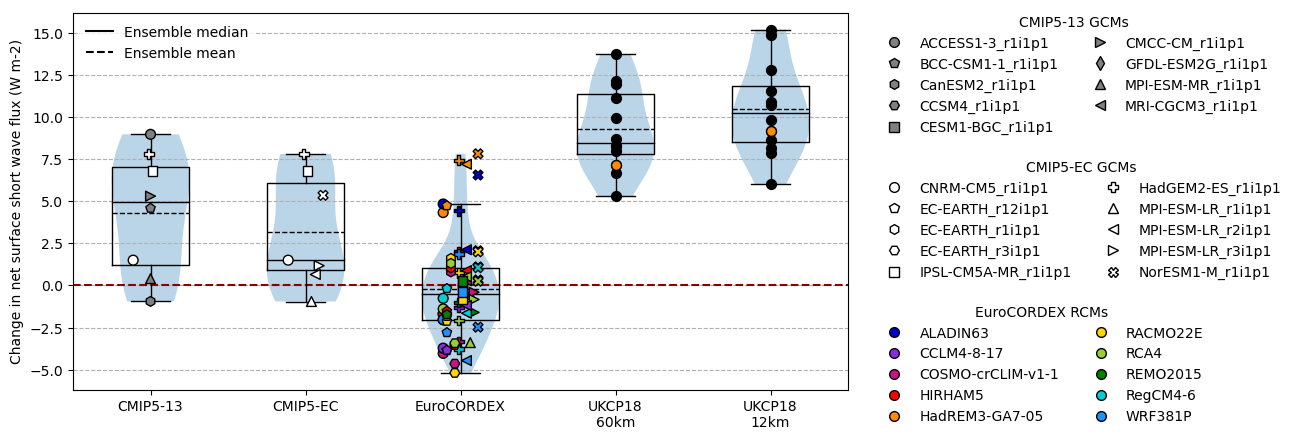 Change in net surface short wave flux (W m-2)
15.0
12.5
10.0
7.5
5.0
2.5
0.0
−2.5
−5.0
Ensemble median
Ensemble mean
CMIP5-13
CMIP5-EC
EuroCORDEX
UKCP18
60km
UKCP18
12km
CMIP5-13 GCMs
ACCESS1-3_r1i1p1
BCC-CSM1-1_r1i1p1
CanESM2_r1i1p1
CCSM4_r1i1p1
CESM1-BGC_r1i1p1
CMCC-CM_r1i1p1
GFDL-ESM2G_r1i1p1
MPI-ESM-MR_r1i1p1
MRI-CGCM3_r1i1p1
CMIP5-EC GCMs
CNRM-CM5_r1i1p1
EC-EARTH_r12i1p1
EC-EARTH_r1i1p1
EC-EARTH_r3i1p1
IPSL-CM5A-MR_r1i1p1
HadGEM2-ES_r1i1p1
MPI-ESM-LR_r1i1p1
MPI-ESM-LR_r2i1p1
MPI-ESM-LR_r3i1p1
NorESM1-M_r1i1p1
EuroCORDEX RCMs
ALADIN63
CCLM4-8-17
COSMO-crCLIM-v1-1
HIRHAM5
HadREM3-GA7-05
RACMO22E
RCA4
REMO2015
RegCM4-6
WRF381P